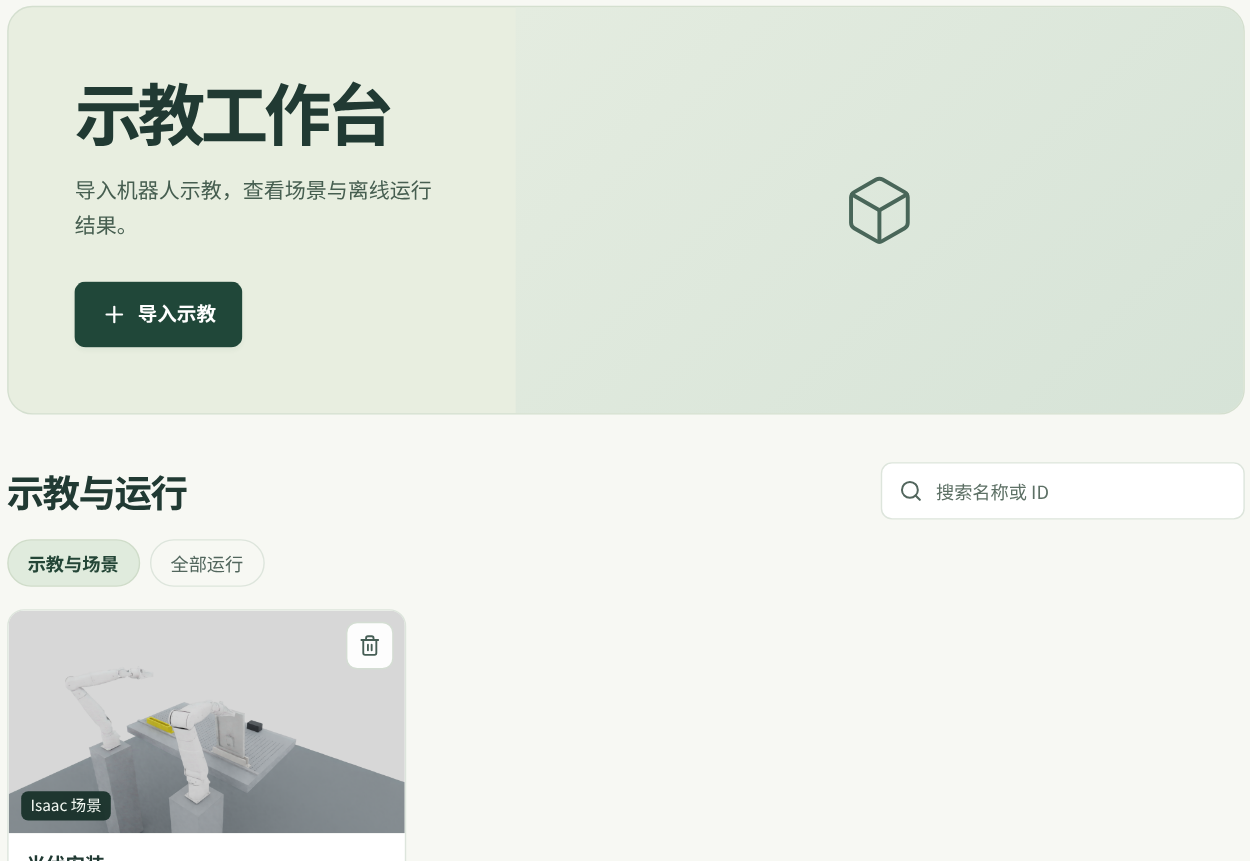 示教工作台
导入机器人示教，查看场景与离线运行
结果。
导入示教
示教与运行
搜索名称或 ID
示教与场景
全部运行
Isaac 场景